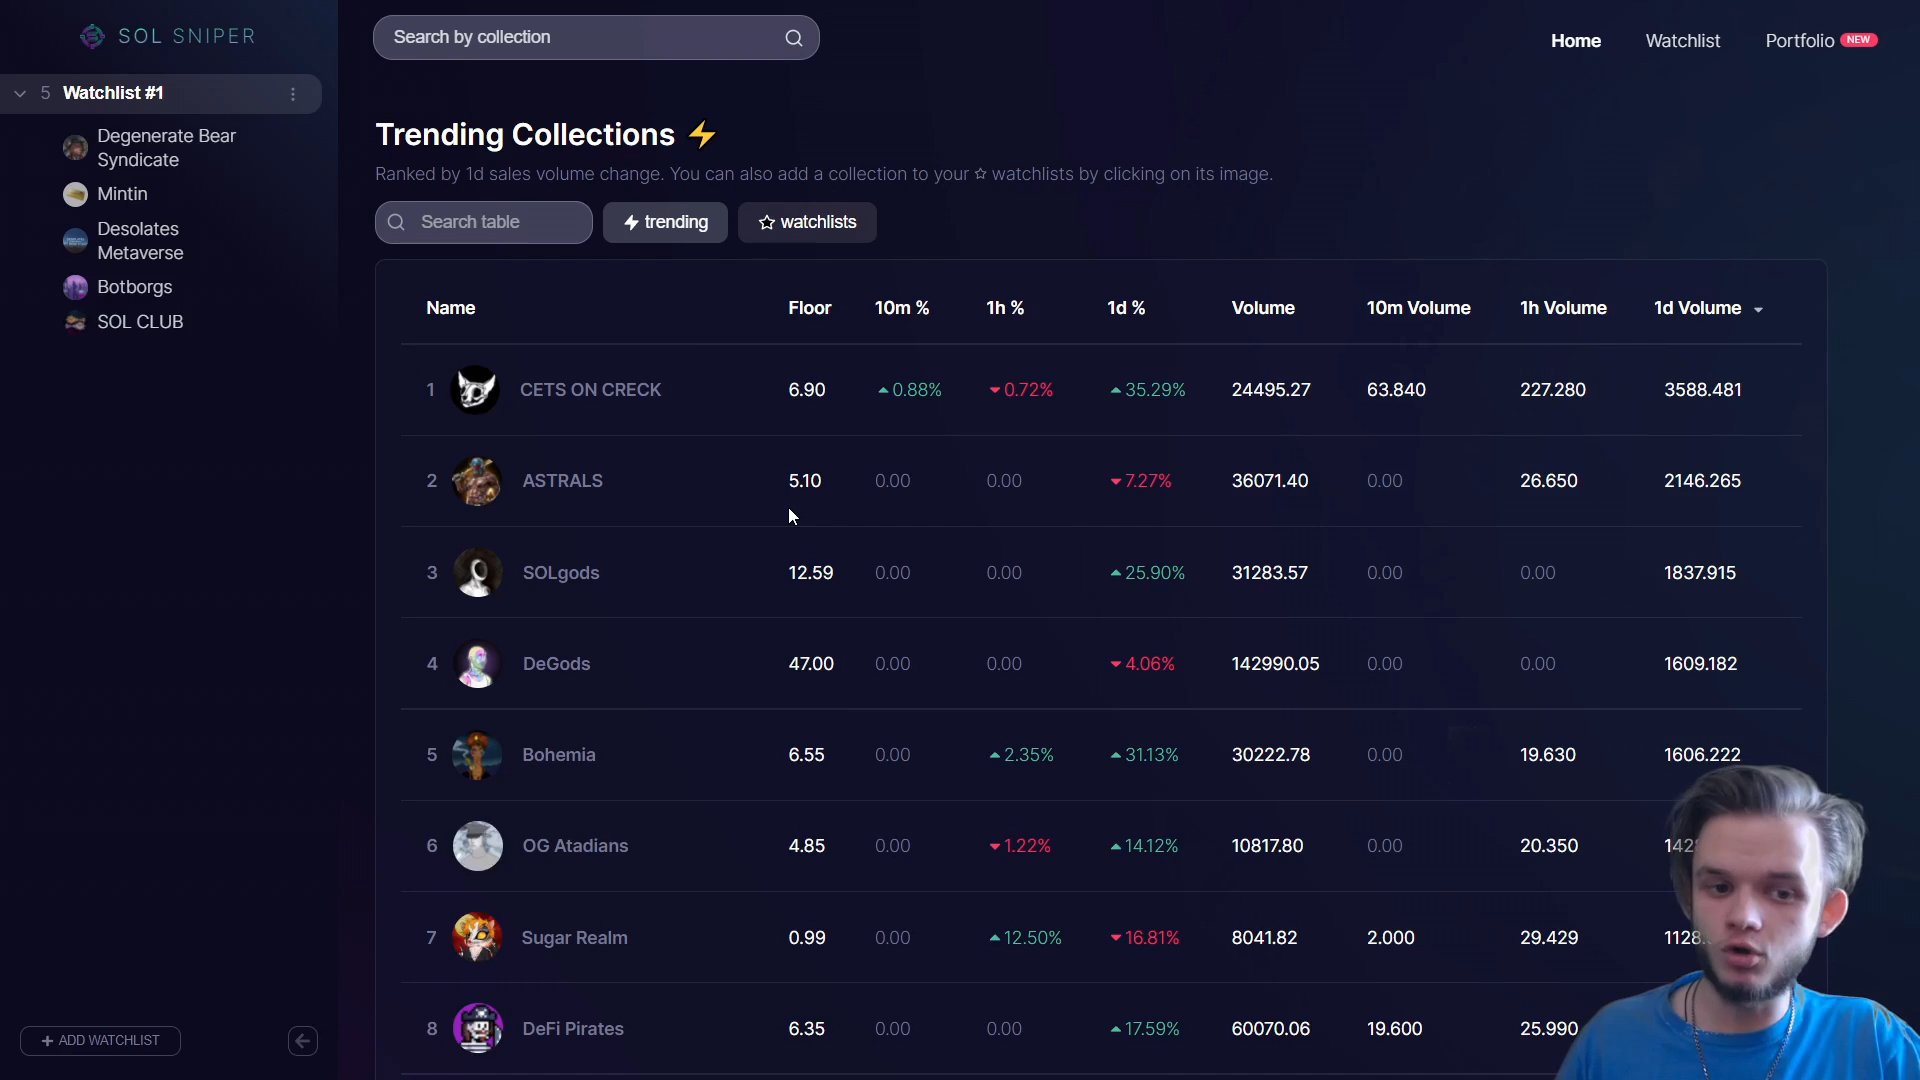 SOL SNIPER
Search by collection
Home
Watchlist
Portfolio NEW
5 Watchlist #1
Degenerate Bear
Syndicate
Mintin
Desolates
Metaverse
Botborgs
SOL CLUB
+ ADD WATCHLIST
Trending Collections ⚡
Ranked by 1d sales volume change. You can also add a collection to your ☆ watchlists by clicking on its image.
Search table
trending
watchlists
Name Floor 10m % 1h % 1d % Volume 10m Volume 1h Volume 1d Volume
1 CETS ON CRECK 6.90 0.88% 0.72% 35.29% 24495.27 63.840 227.280 3588.481
2 ASTRALS 5.10 0.00 0.00 7.27% 36071.40 0.00 26.650 2146.265
3 SOLgods 12.59 0.00 0.00 25.90% 31283.57 0.00 0.00 1837.915
4 DeGods 47.00 0.00 0.00 4.06% 142990.05 0.00 0.00 1609.182
5 Bohemia 6.55 0.00 2.35% 31.13% 30222.78 0.00 19.630 1606.222
6 OG Atadians 4.85 0.00 1.22% 14.12% 10817.80 0.00 20.350
7 Sugar Realm 0.99 0.00 12.50% 16.81% 8041.82 2.000 29.429
8 DeFi Pirates 6.35 0.00 0.00 17.59% 60070.06 19.600 25.990